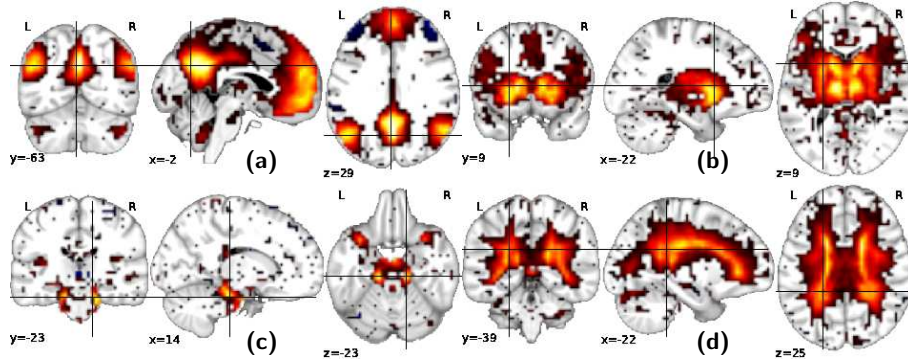 L R L R
y=-63 x=-2 (a) z=29 y=9 x=-22 (b) z=9
L R L R
y=-23 x=14 (c) z=-23 y=-39 x=-22 (d) z=25